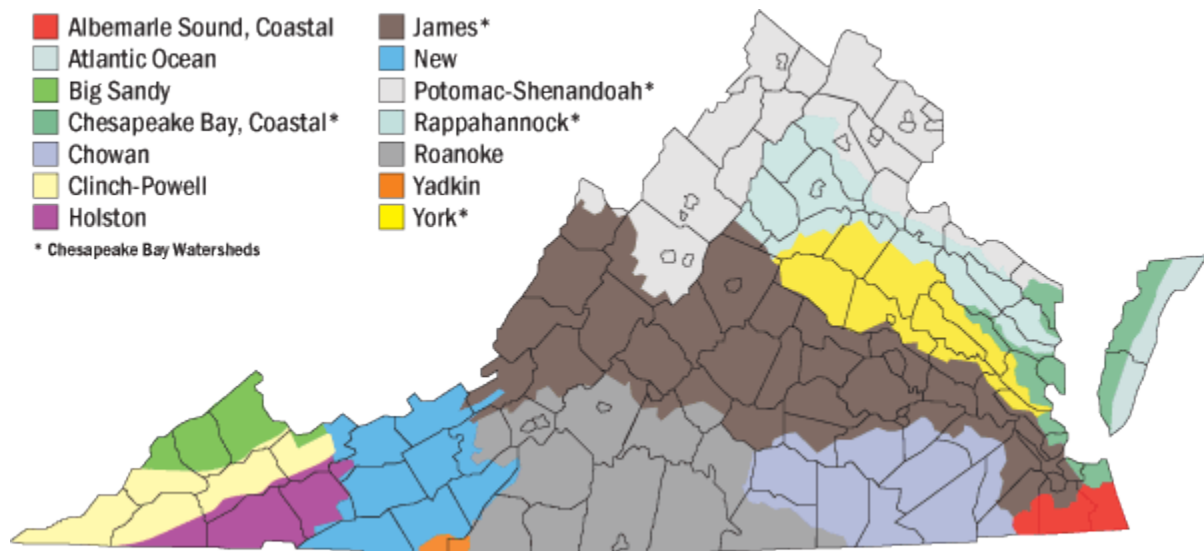 Albemarle Sound, Coastal
Atlantic Ocean
Big Sandy
Chesapeake Bay, Coastal*
Chowan
Clinch-Powell
Holston
* Chesapeake Bay Watersheds
James*
New
Potomac-Shenandoah*
Rappahannock*
Roanoke
Yadkin
York*